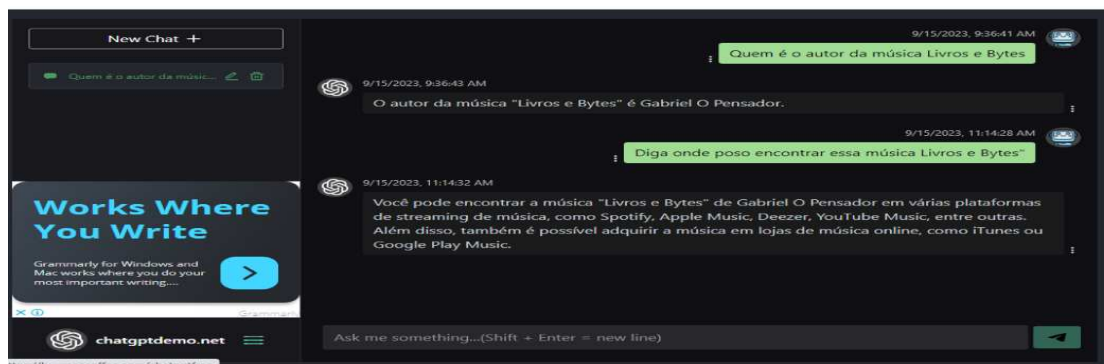 New Chat +
Quem é o autor da músic...
9/15/2023, 9:36:41 AM
Quem é o autor da música Livros e Bytes
9/15/2023, 9:36:43 AM
O autor da música "Livros e Bytes" é Gabriel O Pensador.
9/15/2023, 11:14:28 AM
Diga onde poso encontrar essa música Livros e Bytes"
9/15/2023, 11:14:32 AM
Você pode encontrar a música "Livros e Bytes" de Gabriel O Pensador em várias plataformas
de streaming de música, como Spotify, Apple Music, Deezer, YouTube Music, entre outras.
Além disso, também é possível adquirir a música em lojas de música online, como iTunes ou
Google Play Music.
Works Where
You Write
Grammarly for Windows and
Mac works where you do your
most important writing....
Grammarly
chatgptdemo.net
Ask me something...(Shift + Enter = new line)